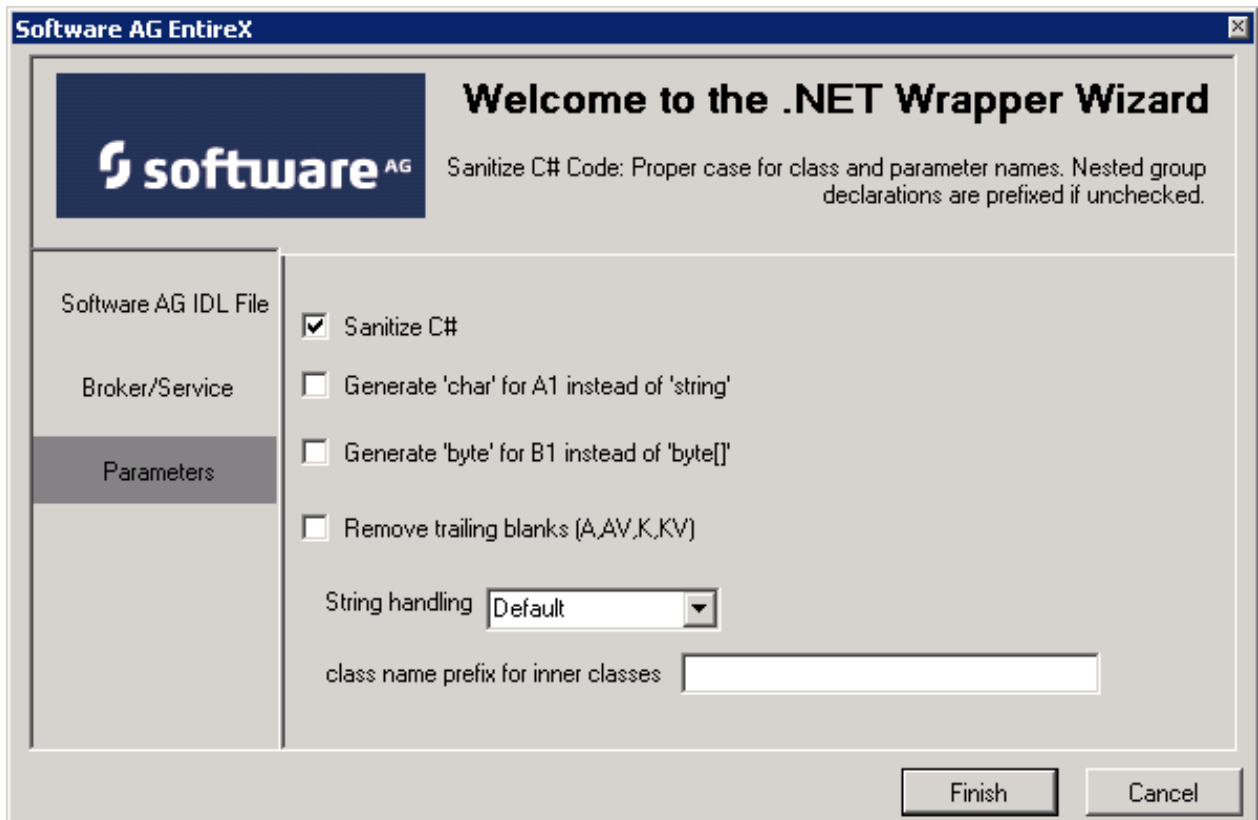 Software AG EntireX
software AG
Welcome to the .NET Wrapper Wizard
Sanitize C# Code: Proper case for class and parameter names. Nested group
declarations are prefixed if unchecked.
Software AG IDL File
Broker/Service
Parameters
Sanitize C#
Generate 'char' for A1 instead of 'string'
Generate 'byte' for B1 instead of 'byte[]'
Remove trailing blanks (A,AV,K,KV)
String handling Default
class name prefix for inner classes
Finish Cancel